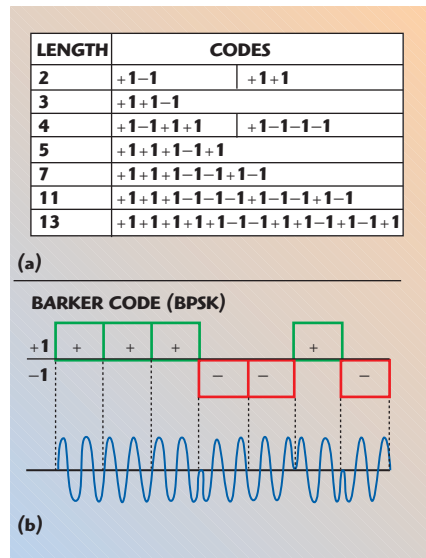 LENGTH CODES
2 +1−1 +1+1
3 +1+1−1
4 +1−1+1+1 +1−1−1−1
5 +1+1+1−1+1
7 +1+1+1−1−1+1−1
11 +1+1+1−1−1−1+1−1−1+1−1
13 +1+1+1+1+1−1−1+1+1−1+1−1+1
(a)
BARKER CODE (BPSK)
+1 + + + +
−1 − − −
(b)